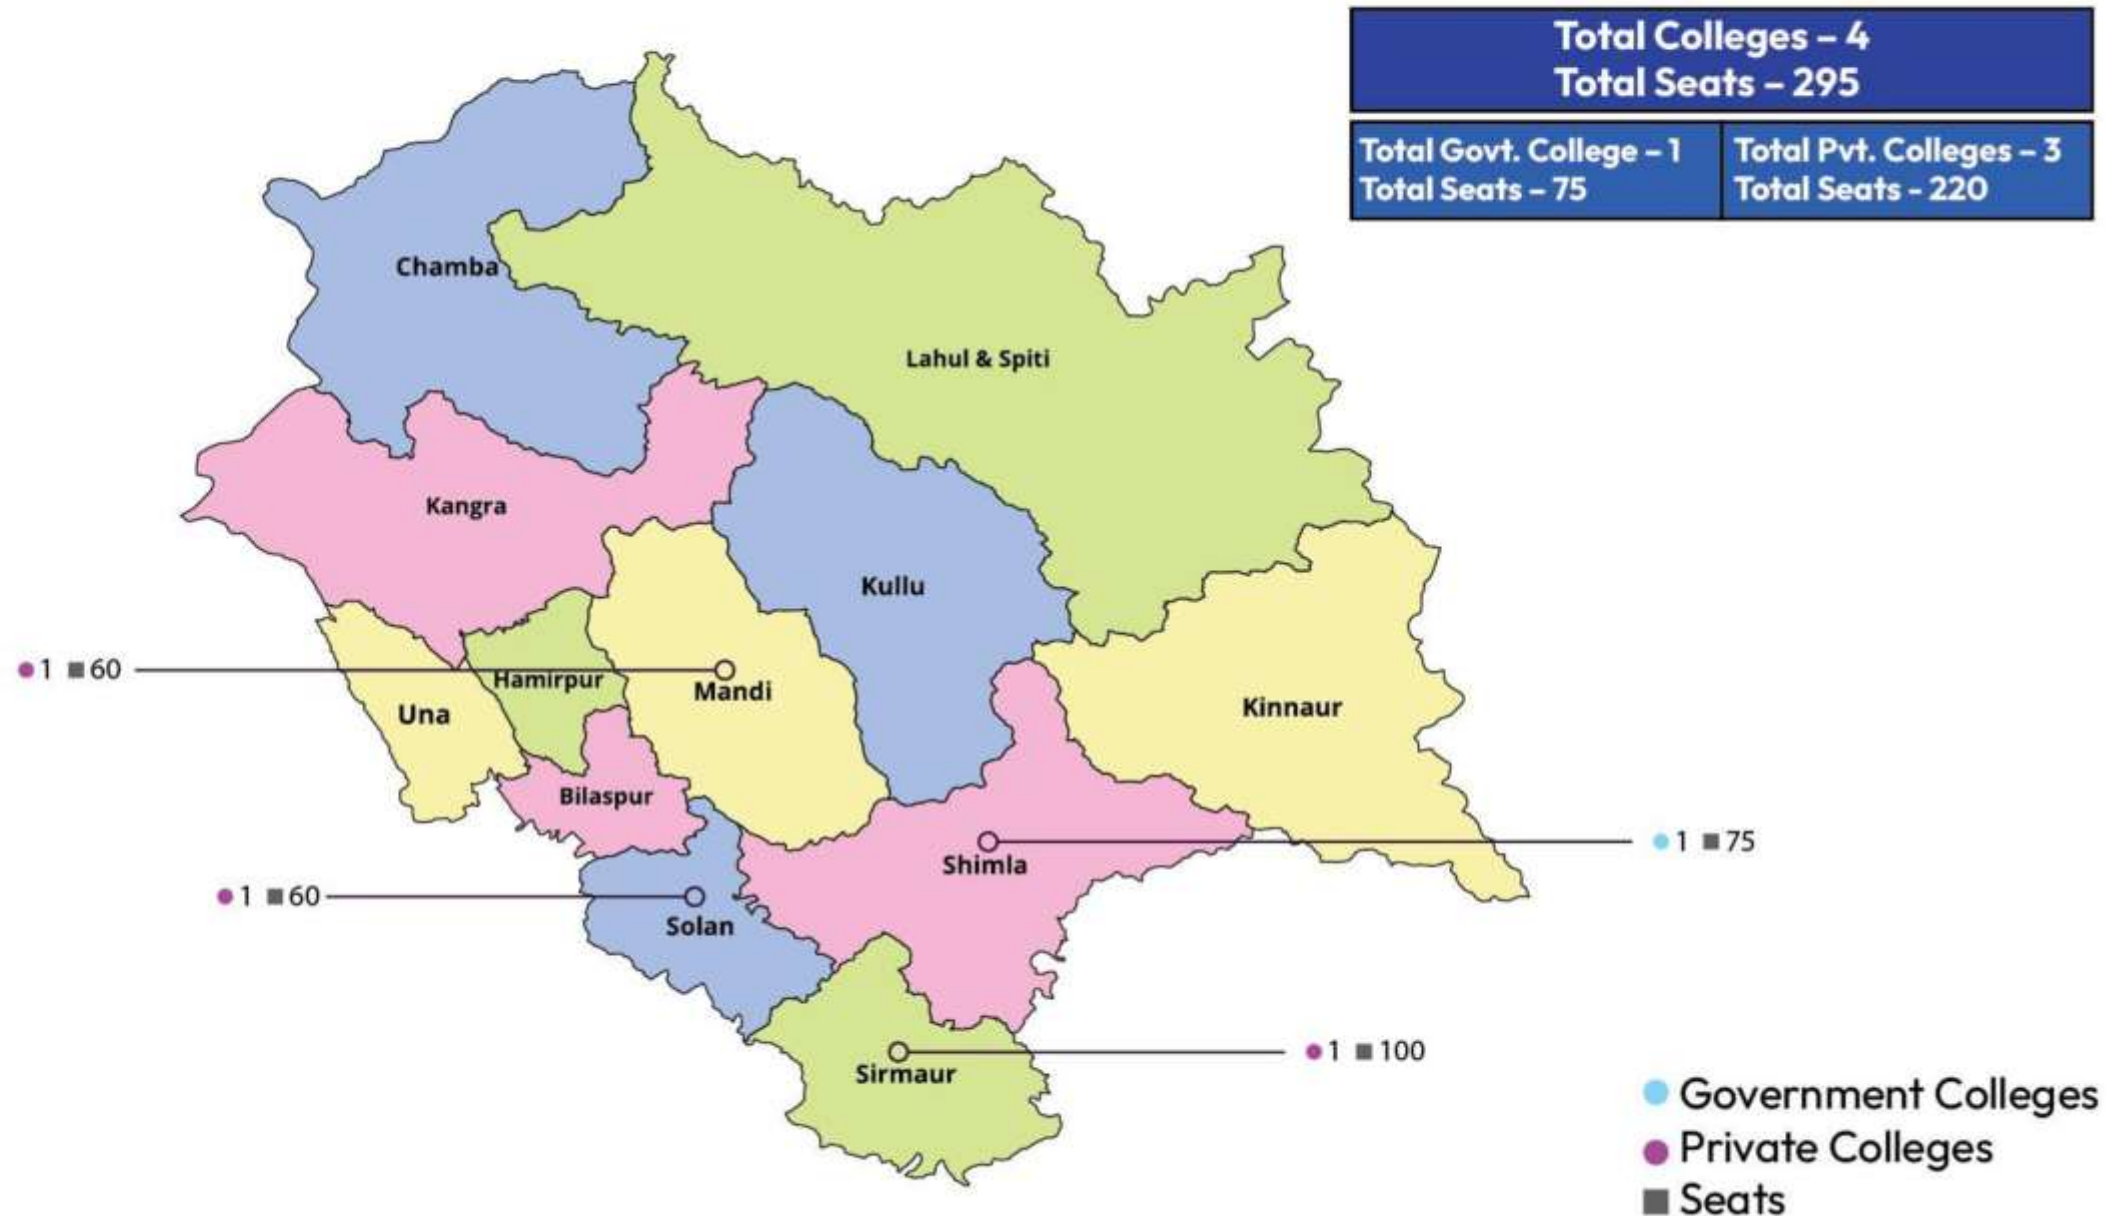 Total Colleges – 4
Total Seats – 295
Total Govt. College – 1
Total Seats – 75
Total Pvt. Colleges – 3
Total Seats - 220
Chamba
Lahul & Spiti
Kangra
Kullu
1 60
Hamirpur
Mandi
Una
Kinnaur
Bilaspur
Shimla
1 75
1 60
Solan
Sirmaur
1 100
Government Colleges
Private Colleges
Seats